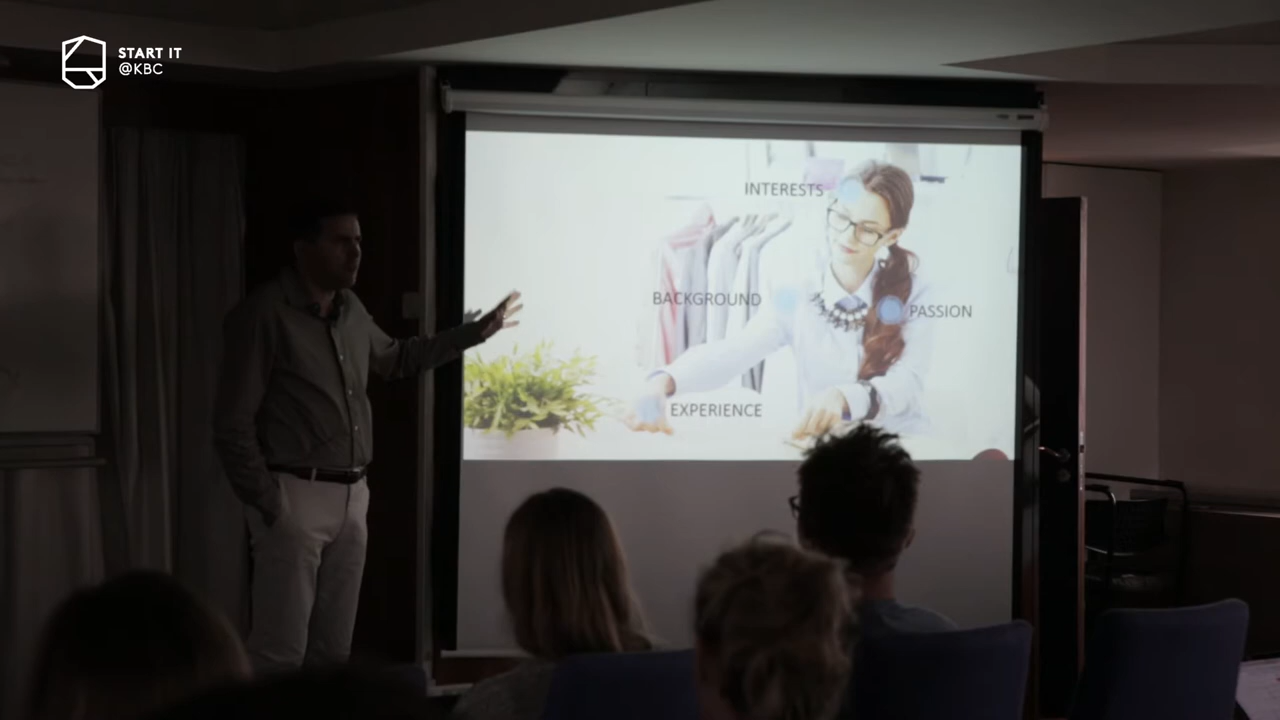 START IT
@KBC
INTERESTS
BACKGROUND
PASSION
EXPERIENCE